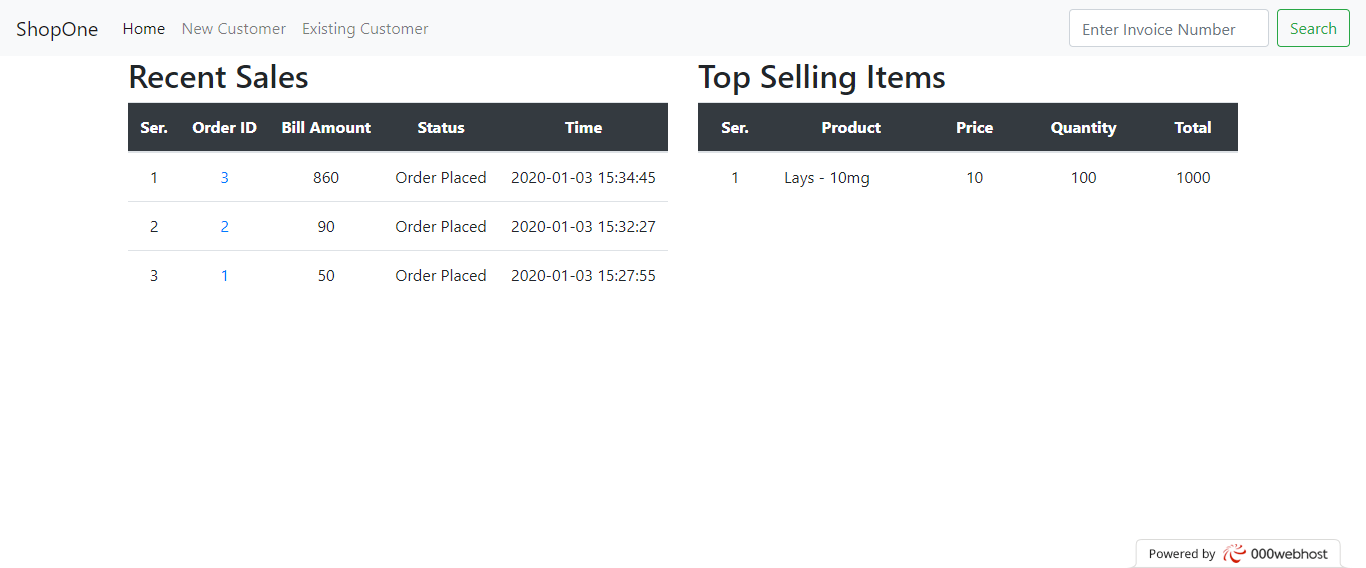 ShopOne Home New Customer Existing Customer Enter Invoice Number Search
Recent Sales
Ser. Order ID Bill Amount Status Time
1 3 860 Order Placed 2020-01-03 15:34:45
2 2 90 Order Placed 2020-01-03 15:32:27
3 1 50 Order Placed 2020-01-03 15:27:55
Top Selling Items
Ser. Product Price Quantity Total
1 Lays - 10mg 10 100 1000
Powered by 000webhost